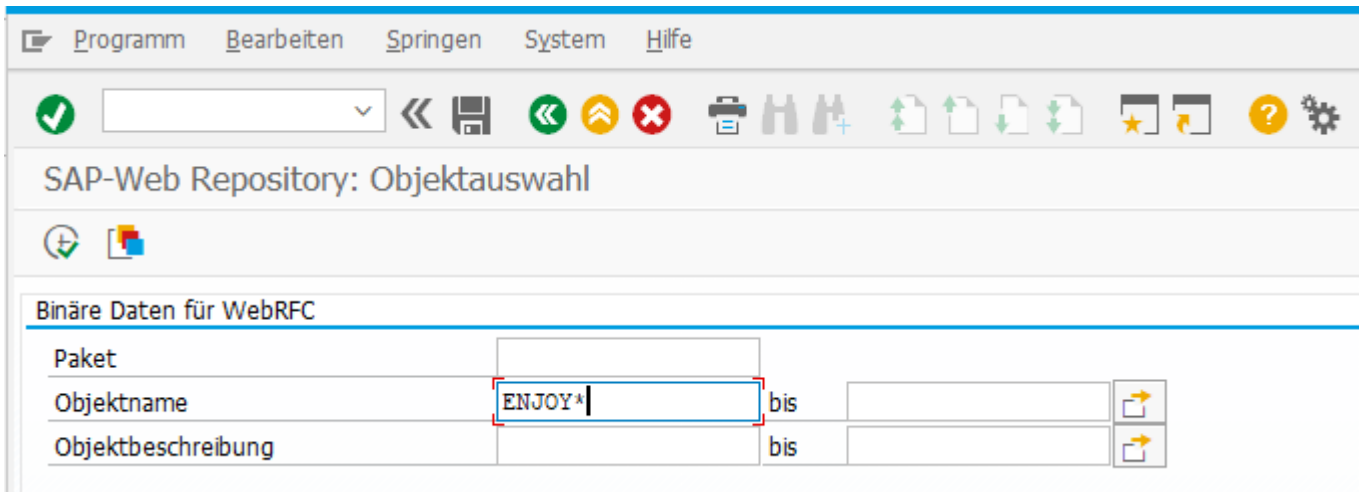 Programm Bearbeiten Springen System Hilfe
SAP-Web Repository: Objektauswahl
Binäre Daten für WebRFC
Paket
Objektname ENJOY* bis
Objektbeschreibung bis